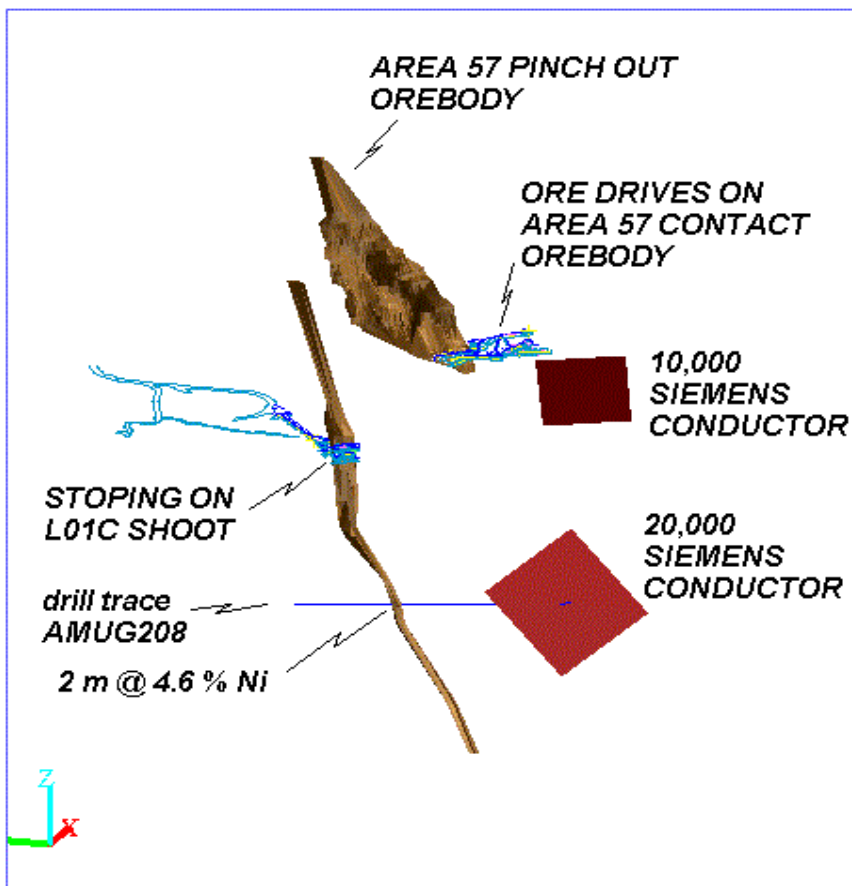 AREA 57 PINCH OUT
OREBODY
ORE DRIVES ON
AREA 57 CONTACT
OREBODY
10,000
SIEMENS
CONDUCTOR
STOPING ON
L01C SHOOT
20,000
SIEMENS
CONDUCTOR
drill trace
AMUG208
2 m @ 4.6 % Ni
Z
X